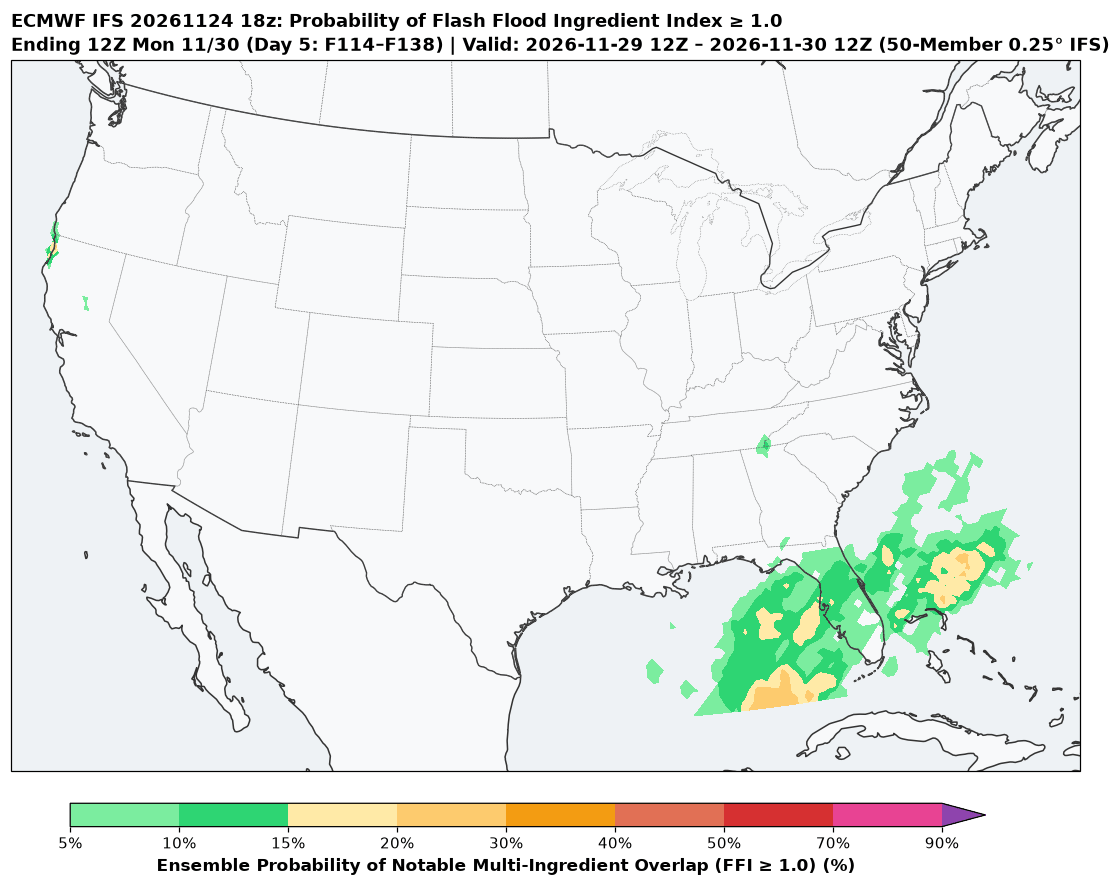 ECMWF IFS 20261124 18z: Probability of Flash Flood Ingredient Index ≥ 1.0
Ending 12Z Mon 11/30 (Day 5: F114–F138) | Valid: 2026-11-29 12Z – 2026-11-30 12Z (50-Member 0.25° IFS)
5% 10% 15% 20% 30% 40% 50% 70% 90%
Ensemble Probability of Notable Multi-Ingredient Overlap (FFI ≥ 1.0) (%)